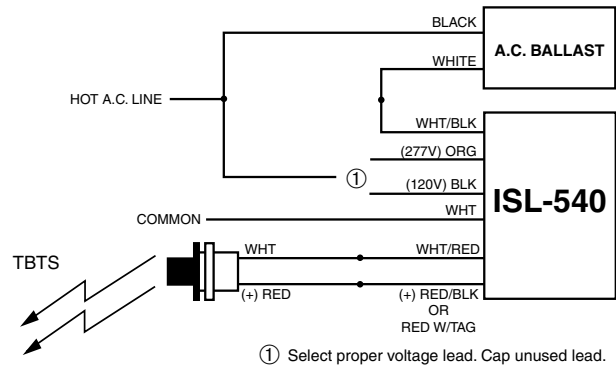 BLACK
A.C. BALLAST
WHITE
HOT A.C. LINE
WHT/BLK
(277V) ORG
①
(120V) BLK
ISL-540
WHT
COMMON
TBTS
WHT
WHT/RED
(+) RED
(+) RED/BLK
OR
RED W/TAG
① Select proper voltage lead. Cap unused lead.